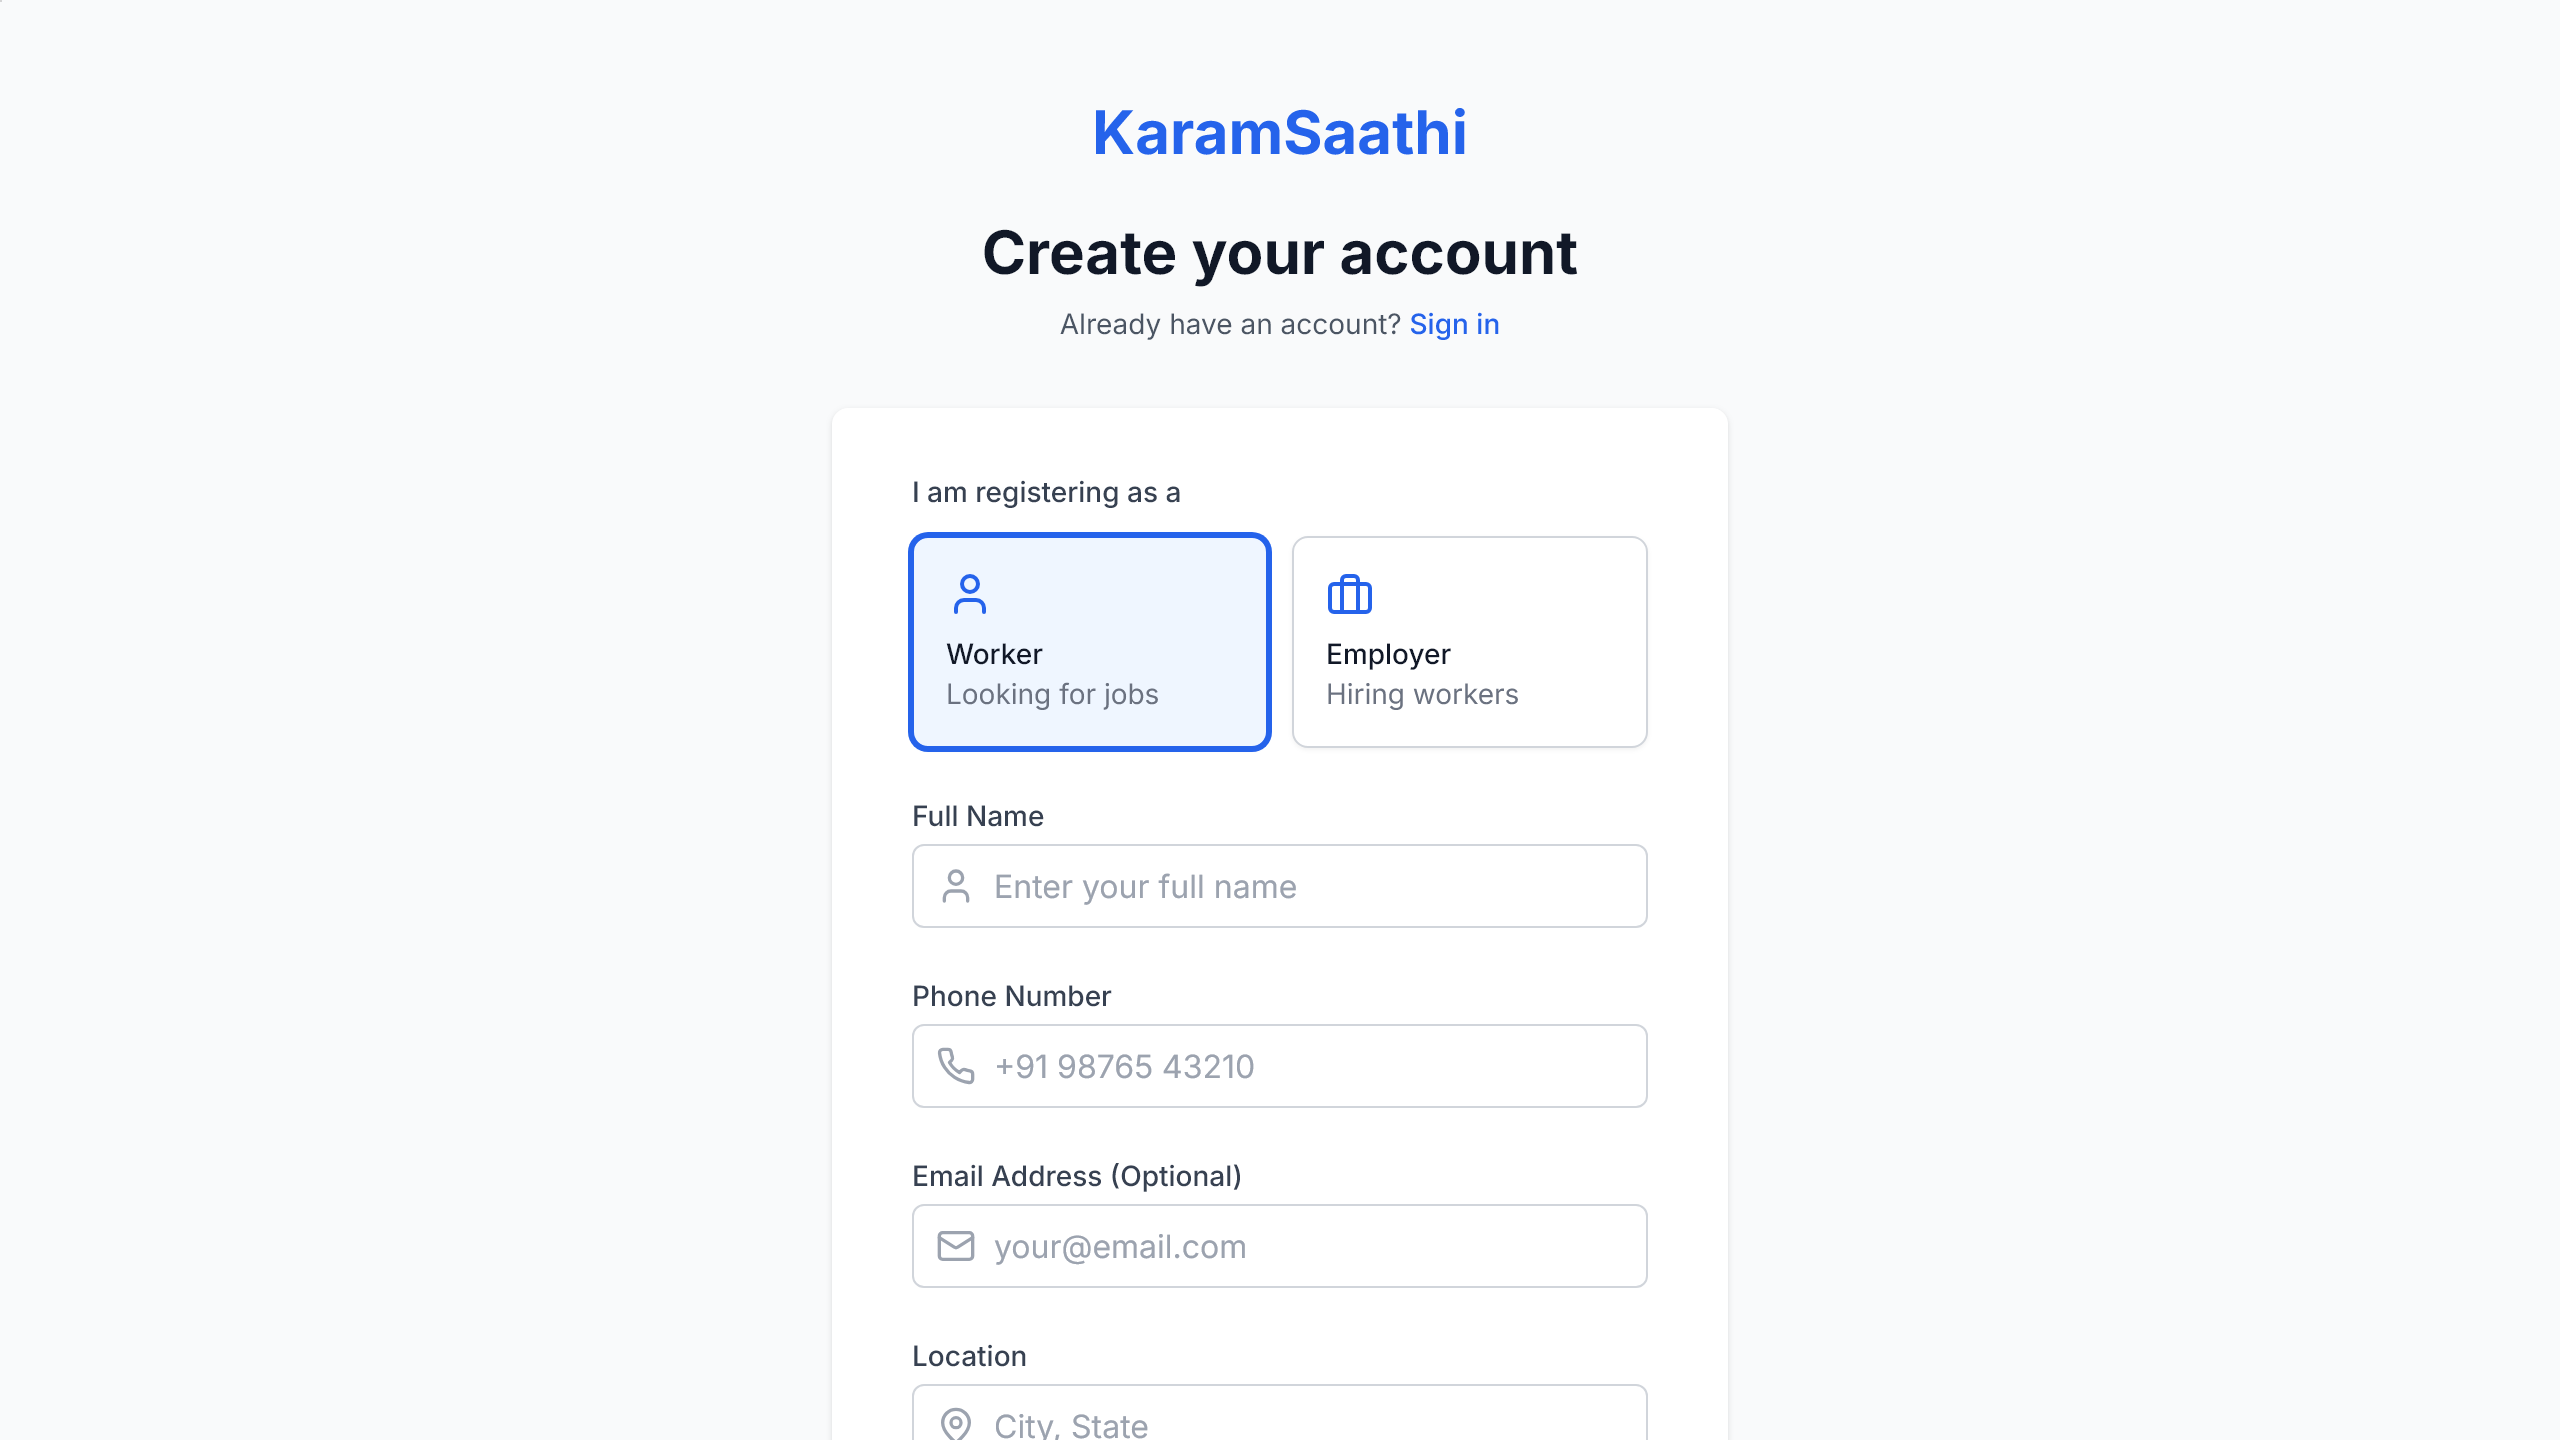 KaramSaathi
Create your account
Already have an account? Sign in
I am registering as a
Worker
Looking for jobs
Employer
Hiring workers
Full Name
Enter your full name
Phone Number
+91 98765 43210
Email Address (Optional)
your@email.com
Location
City, State